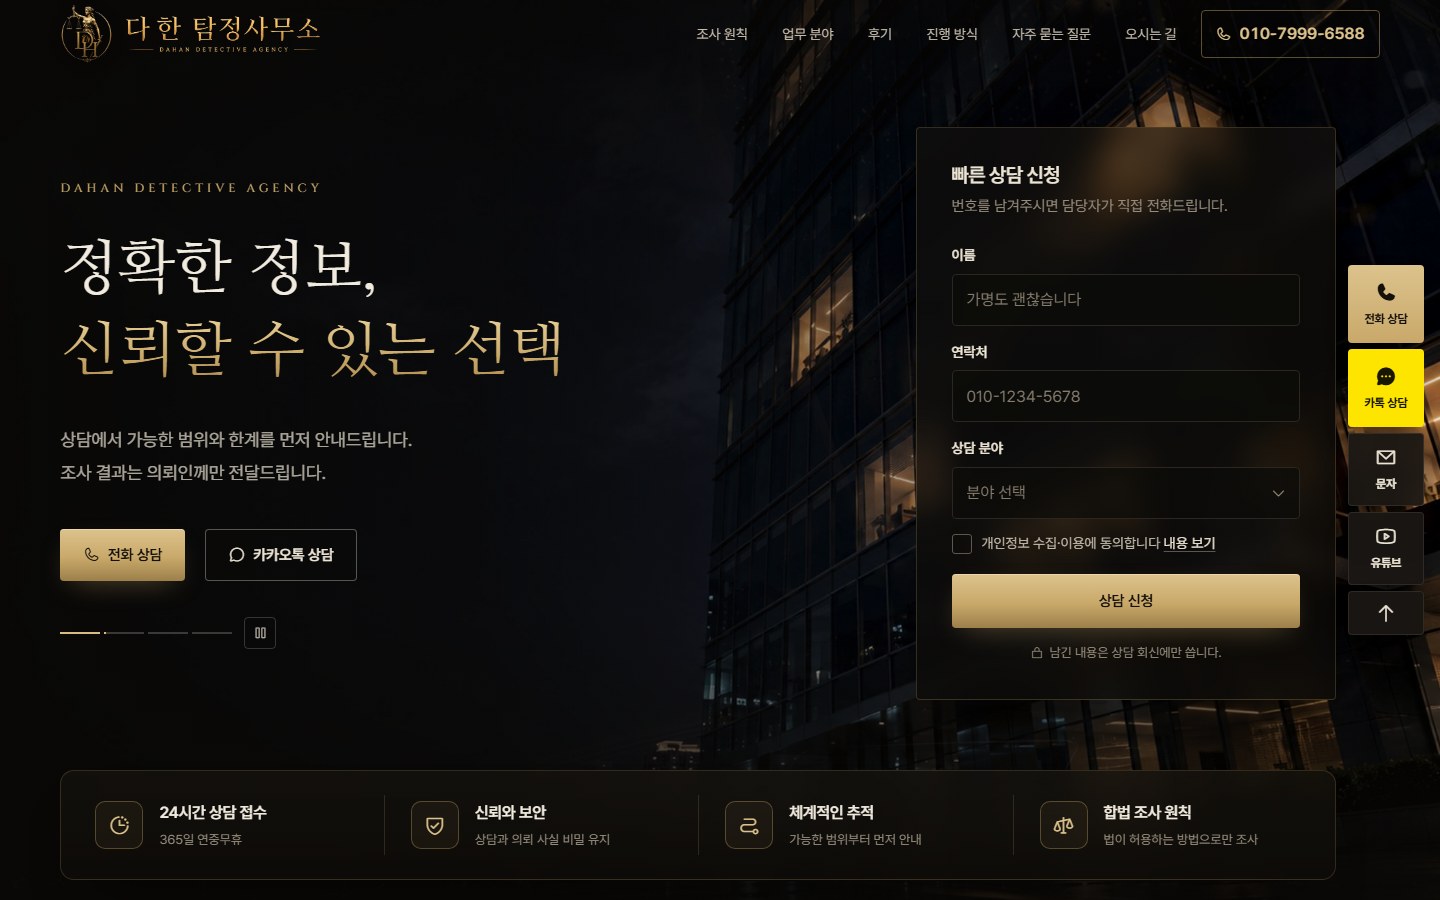 다한 탐정사무소
DAHAN DETECTIVE AGENCY
조사 원칙
업무 분야
후기
진행 방식
자주 묻는 질문
오시는 길
010-7999-6588
DAHAN DETECTIVE AGENCY
정확한 정보,
신뢰할 수 있는 선택
상담에서 가능한 범위와 한계를 먼저 안내드립니다.
조사 결과는 의뢰인께만 전달드립니다.
전화 상담
카카오톡 상담
빠른 상담 신청
번호를 남겨주시면 담당자가 직접 전화드립니다.
이름
가명도 괜찮습니다
연락처
010-1234-5678
상담 분야
분야 선택
개인정보 수집·이용에 동의합니다 내용 보기
상담 신청
남긴 내용은 상담 회신에만 씁니다.
전화 상담
카톡 상담
문자
유튜브
24시간 상담 접수
365일 연중무휴
신뢰와 보안
상담과 의뢰 사실 비밀 유지
체계적인 추적
가능한 범위부터 먼저 안내
합법 조사 원칙
법이 허용하는 방법으로만 조사